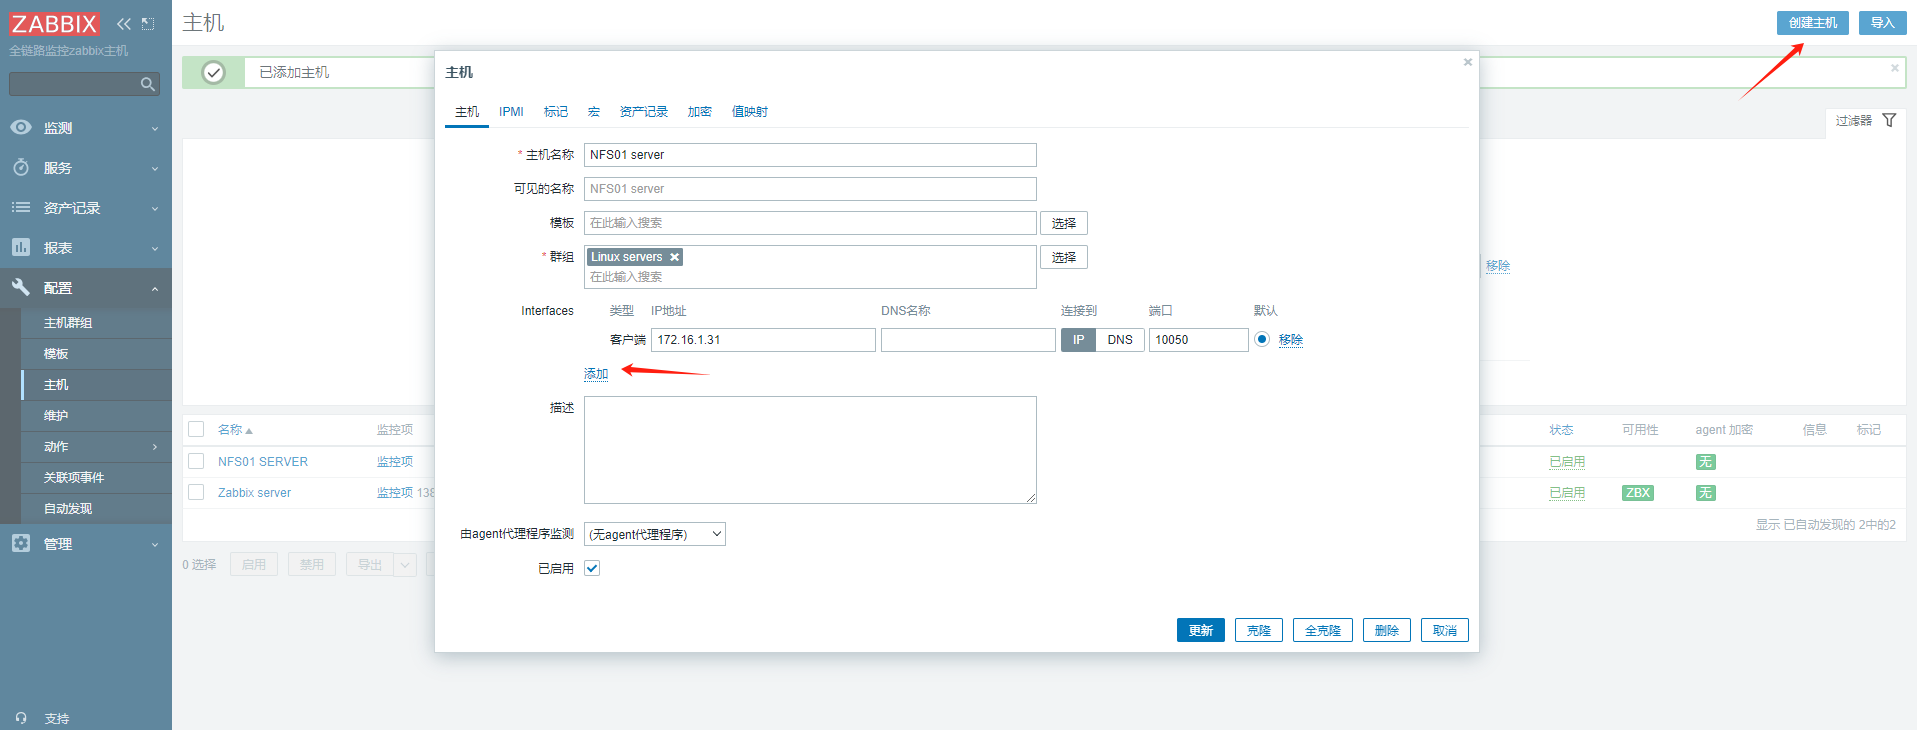 ZABBIX
全链路监控zabbix主机
监测
服务
资产记录
报表
配置
主机群组
模板
主机
维护
动作
关联项事件
自动发现
管理
支持
主机
创建主机 导入
已添加主机
过滤器
移除
主机
主机 IPMI 标记 宏 资产记录 加密 值映射
* 主机名称 NFS01 server
可见的名称 NFS01 server
模板 在此输入搜索 选择
* 群组 Linux servers 选择
在此输入搜索
Interfaces 类型 IP地址 DNS名称 连接到 端口 默认
客户端 172.16.1.31 IP DNS 10050 移除
添加
描述
由agent代理程序监测 (无agent代理程序)
已启用
更新 克隆 全克隆 删除 取消
名称 监控项 状态 可用性 agent 加密 信息 标记
NFS01 SERVER 监控项 已启用 无
Zabbix server 监控项 138 已启用 ZBX 无
显示 已自动发现的 2中的2
0 选择 启用 禁用 导出